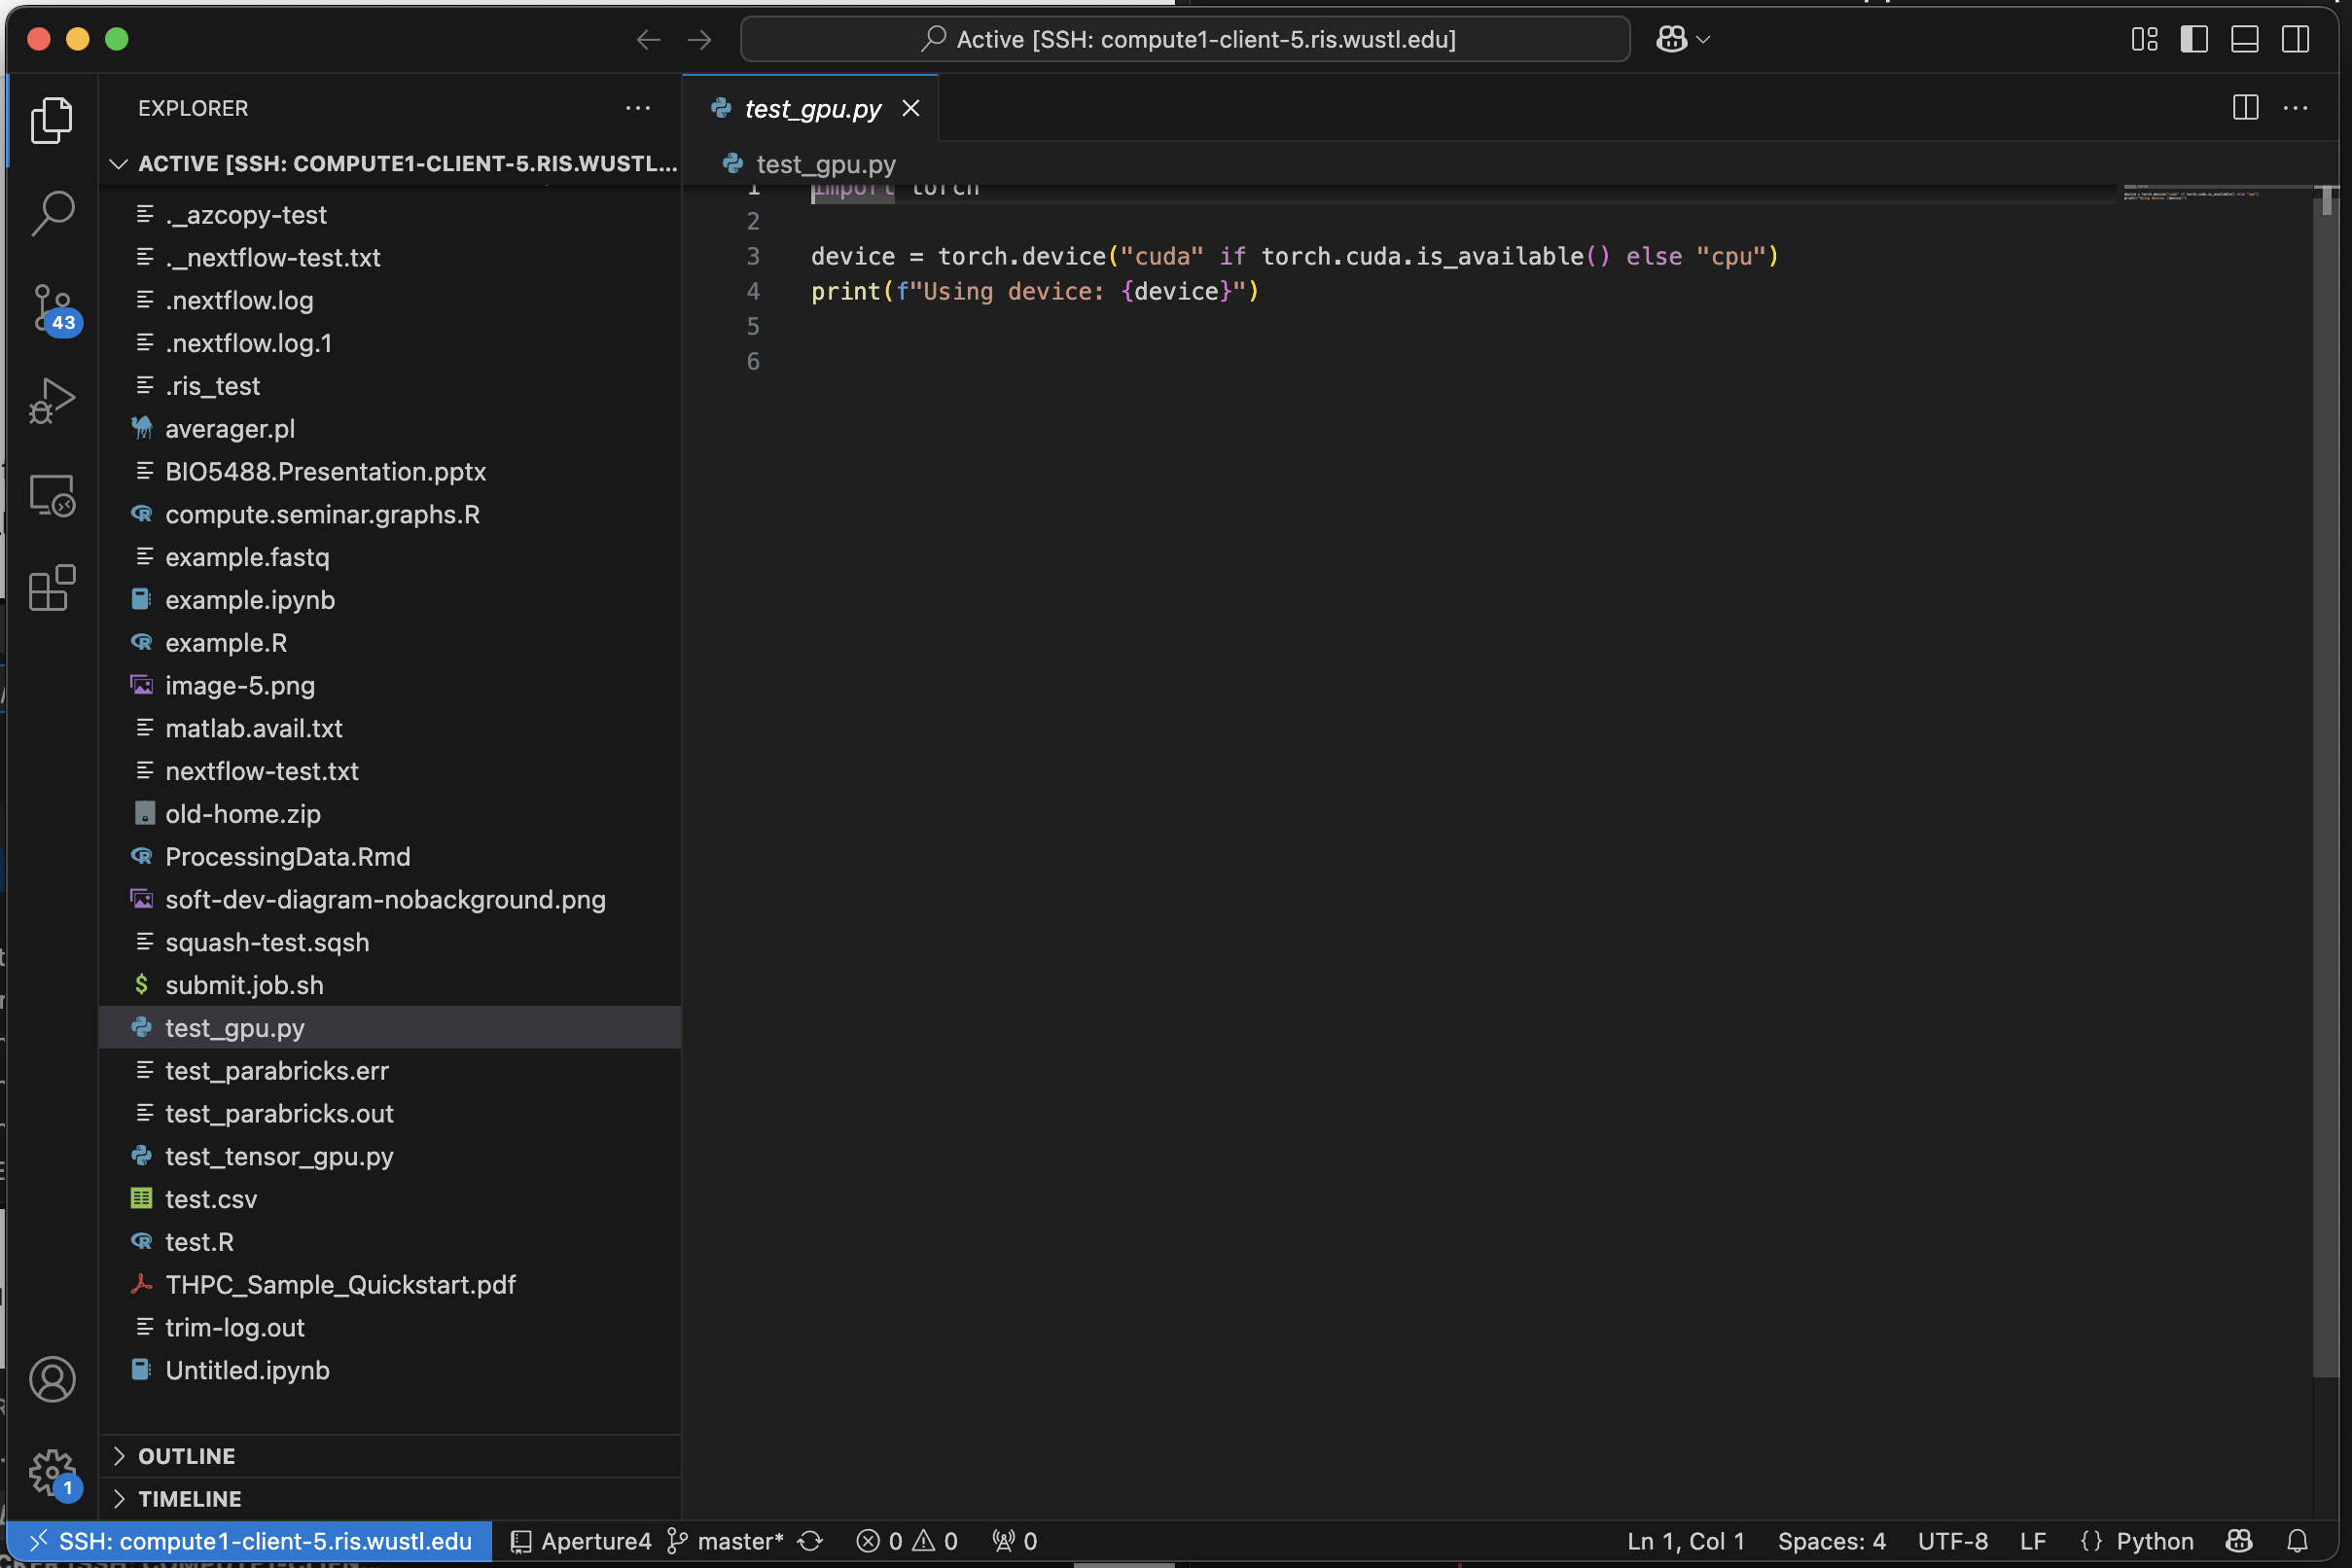 Active [SSH: compute1-client-5.ris.wustl.edu]
EXPLORER
ACTIVE [SSH: COMPUTE1-CLIENT-5.RIS.WUSTL...
._azcopy-test
._nextflow-test.txt
.nextflow.log
.nextflow.log.1
.ris_test
averager.pl
BIO5488.Presentation.pptx
compute.seminar.graphs.R
example.fastq
example.ipynb
example.R
image-5.png
matlab.avail.txt
nextflow-test.txt
old-home.zip
ProcessingData.Rmd
soft-dev-diagram-nobackground.png
squash-test.sqsh
submit.job.sh
test_gpu.py
test_parabricks.err
test_parabricks.out
test_tensor_gpu.py
test.csv
test.R
THPC_Sample_Quickstart.pdf
trim-log.out
Untitled.ipynb
OUTLINE
TIMELINE
43
1
test_gpu.py
test_gpu.py
1 import torch
2
3 device = torch.device("cuda" if torch.cuda.is_available() else "cpu")
4 print(f"Using device: {device}")
5
6
SSH: compute1-client-5.ris.wustl.edu Aperture4 master* 0 0 0 Ln 1, Col 1 Spaces: 4 UTF-8 LF {} Python